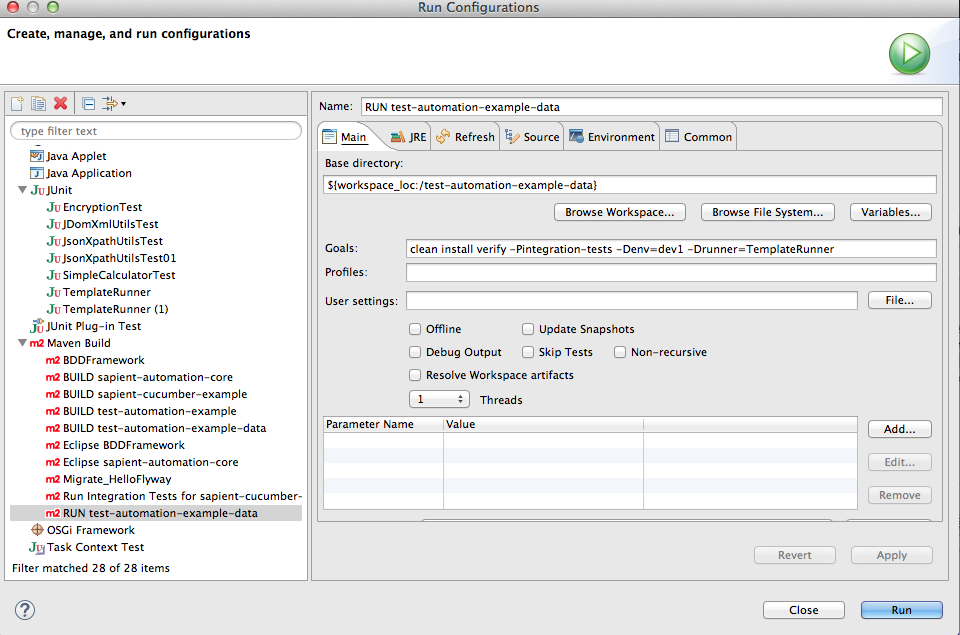 Run Configurations
Create, manage, and run configurations
type filter text
Java Applet
Java Application
JUnit
EncryptionTest
JDomXmlUtilsTest
JsonXpathUtilsTest
JsonXpathUtilsTest01
SimpleCalculatorTest
TemplateRunner
TemplateRunner (1)
JUnit Plug-in Test
m2 Maven Build
m2 BDDFramework
m2 BUILD sapient-automation-core
m2 BUILD sapient-cucumber-example
m2 BUILD test-automation-example
m2 BUILD test-automation-example-data
m2 Eclipse BDDFramework
m2 Eclipse sapient-automation-core
m2 Migrate_HelloFlyway
m2 Run Integration Tests for sapient-cucumber-
m2 RUN test-automation-example-data
OSGi Framework
Task Context Test
Filter matched 28 of 28 items
Name: RUN test-automation-example-data
Main JRE Refresh Source Environment Common
Base directory:
${workspace_loc:/test-automation-example-data}
Browse Workspace... Browse File System... Variables...
Goals: clean install verify -Pintegration-tests -Denv=dev1 -Drunner=TemplateRunner
Profiles:
User settings: File...
Offline Update Snapshots
Debug Output Skip Tests Non-recursive
Resolve Workspace artifacts
1 Threads
Parameter Name Value
Add...
Edit...
Remove
Revert Apply
? Close Run